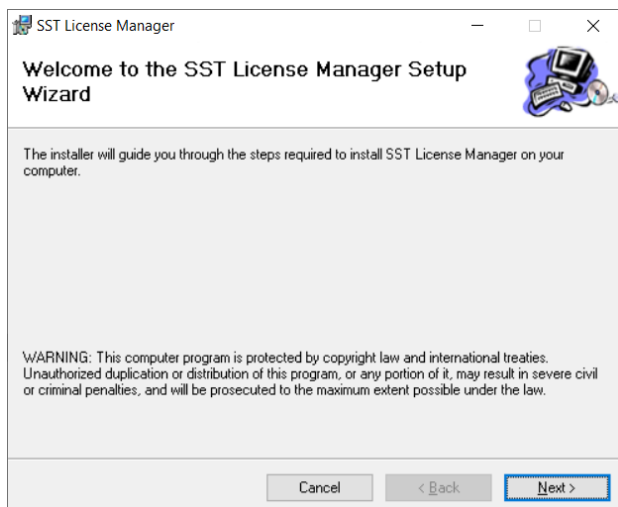 SST License Manager
Welcome to the SST License Manager Setup
Wizard
The installer will guide you through the steps required to install SST License Manager on your
computer.
WARNING: This computer program is protected by copyright law and international treaties.
Unauthorized duplication or distribution of this program, or any portion of it, may result in severe civil
or criminal penalties, and will be prosecuted to the maximum extent possible under the law.
Cancel < Back Next >